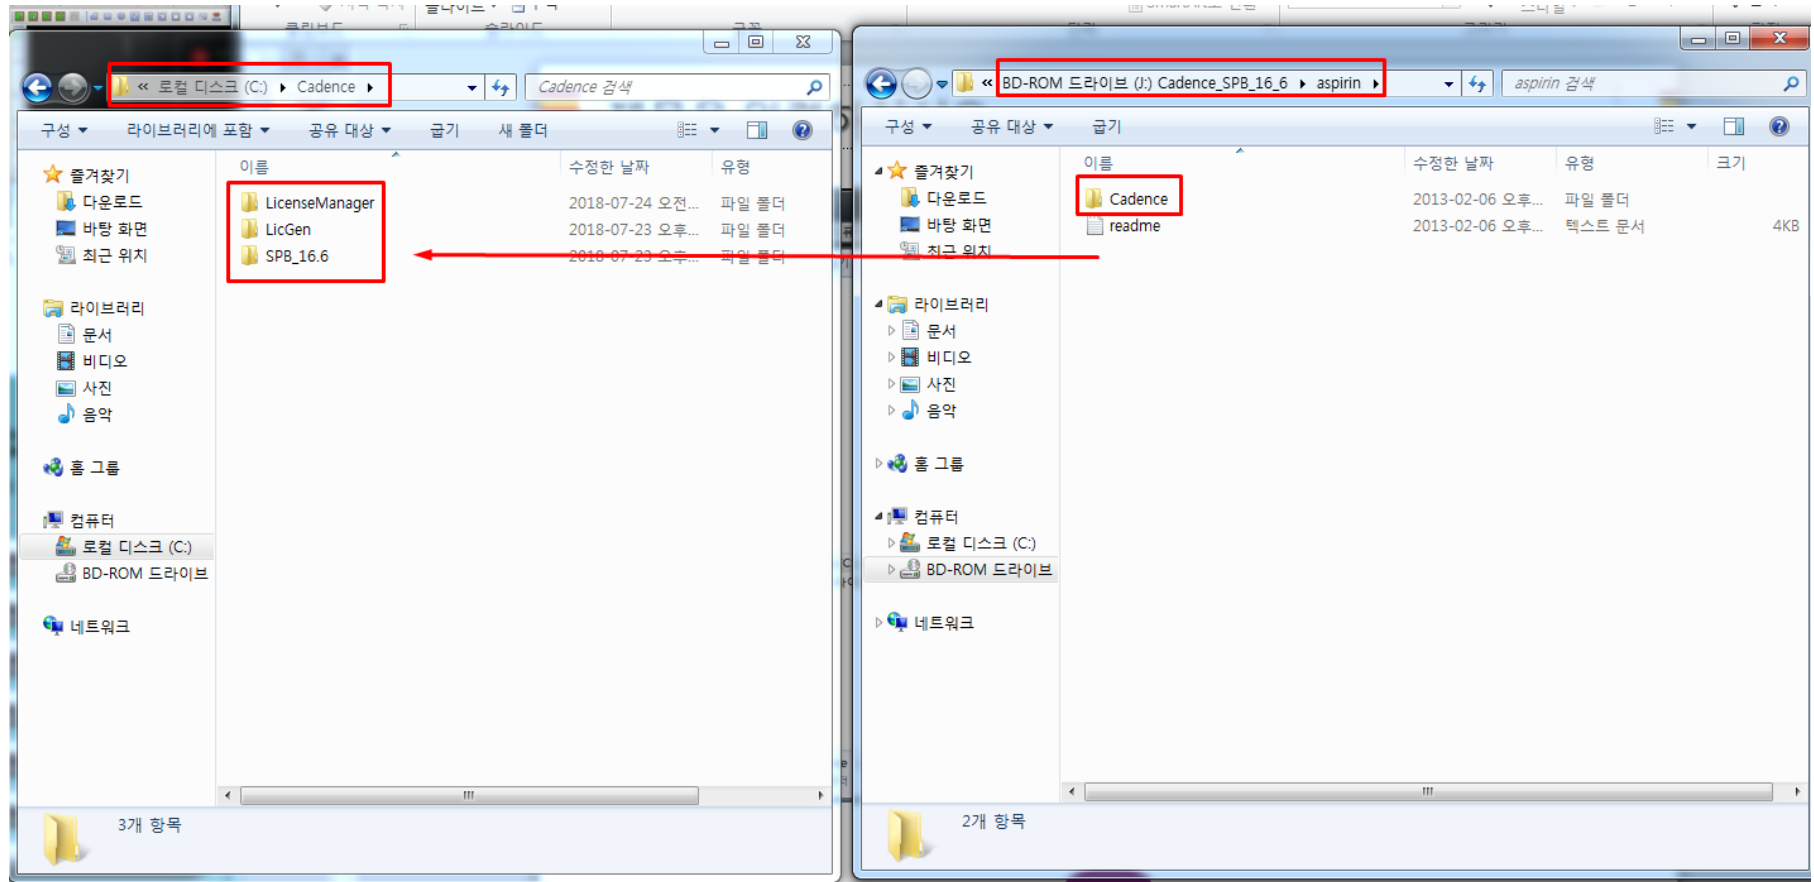 « 로컬 디스크 (C:) ▸ Cadence ▸
Cadence 검색
구성 ▼ 라이브러리에 포함 ▼ 공유 대상 ▼ 굽기 새 폴더
이름 수정한 날짜 유형
즐겨찾기
다운로드
바탕 화면
최근 위치
라이브러리
문서
비디오
사진
음악
홈 그룹
컴퓨터
로컬 디스크 (C:)
BD-ROM 드라이브
네트워크
LicenseManager 2018-07-24 오전... 파일 폴더
LicGen 2018-07-23 오후... 파일 폴더
SPB_16.6 2018-07-23 오후... 파일 폴더
3개 항목
« BD-ROM 드라이브 (J:) Cadence_SPB_16_6 ▸ aspirin ▸
aspirin 검색
구성 ▼ 공유 대상 ▼ 굽기
이름 수정한 날짜 유형 크기
즐겨찾기
다운로드
바탕 화면
최근 위치
라이브러리
문서
비디오
사진
음악
홈 그룹
컴퓨터
로컬 디스크 (C:)
BD-ROM 드라이브
네트워크
Cadence 2013-02-06 오후... 파일 폴더
readme 2013-02-06 오후... 텍스트 문서 4KB
2개 항목